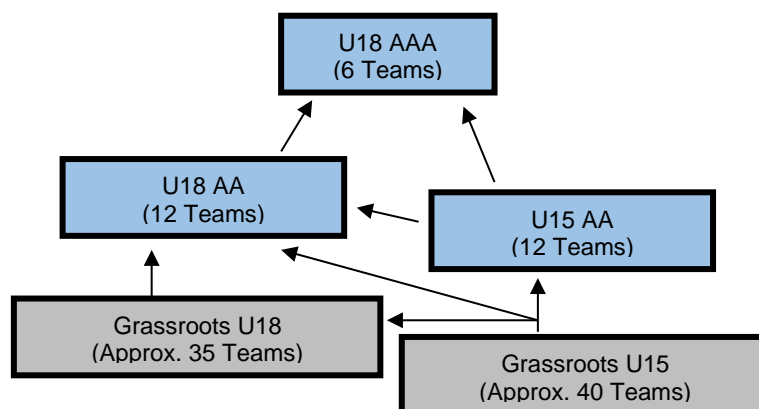 U18 AAA
(6 Teams)
U18 AA
(12 Teams)
U15 AA
(12 Teams)
Grassroots U18
(Approx. 35 Teams)
Grassroots U15
(Approx. 40 Teams)